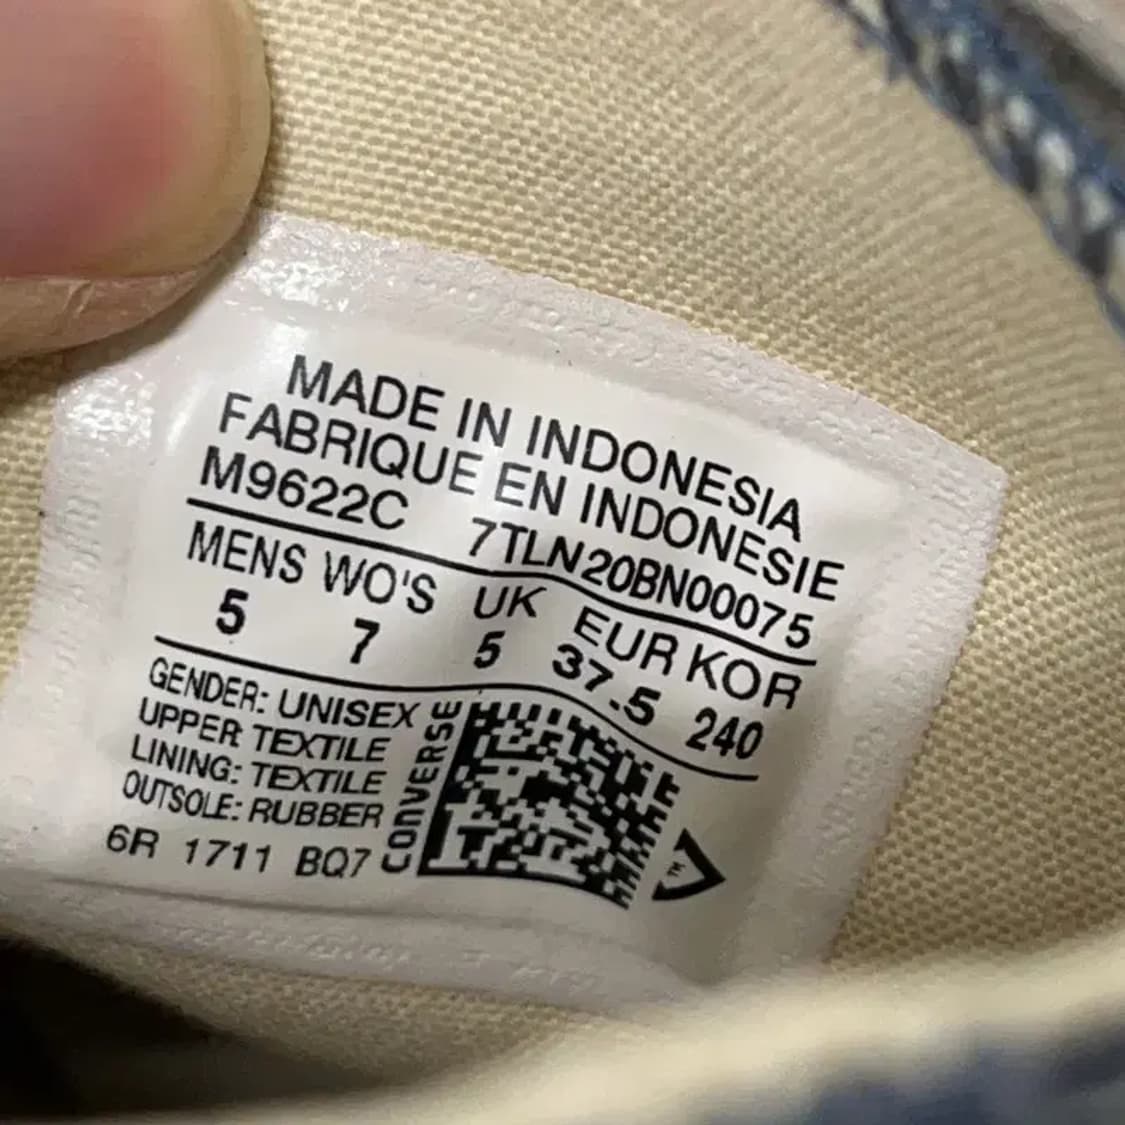 MADE IN INDONESIA
FABRIQUE EN INDONESIE
M9622C 7TLN20BN00075
MENS WO'S UK EUR KOR
5 7 5 37.5 240
GENDER: UNISEX
UPPER: TEXTILE
LINING: TEXTILE
OUTSOLE: RUBBER
6R 1711 BQ7
CONVERSE